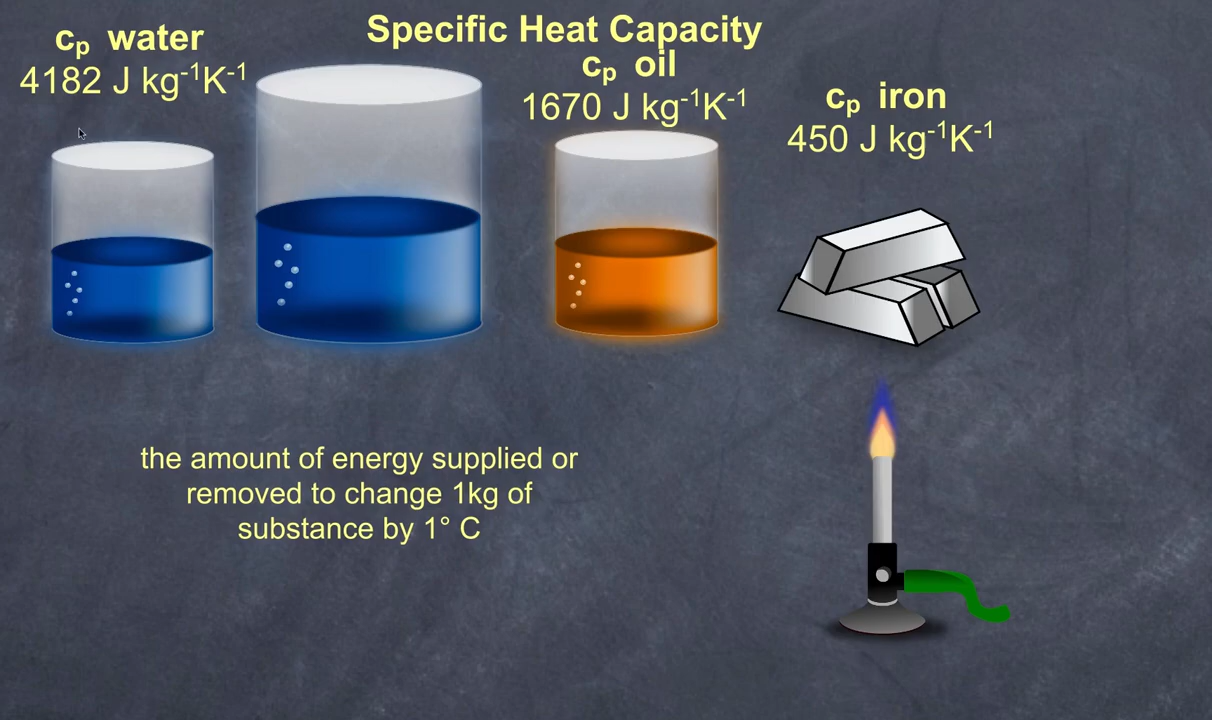 Specific Heat Capacity
cₚ water
4182 J kg⁻¹K⁻¹
cₚ oil
1670 J kg⁻¹K⁻¹
cₚ iron
450 J kg⁻¹K⁻¹
the amount of energy supplied or
removed to change 1kg of
substance by 1° C